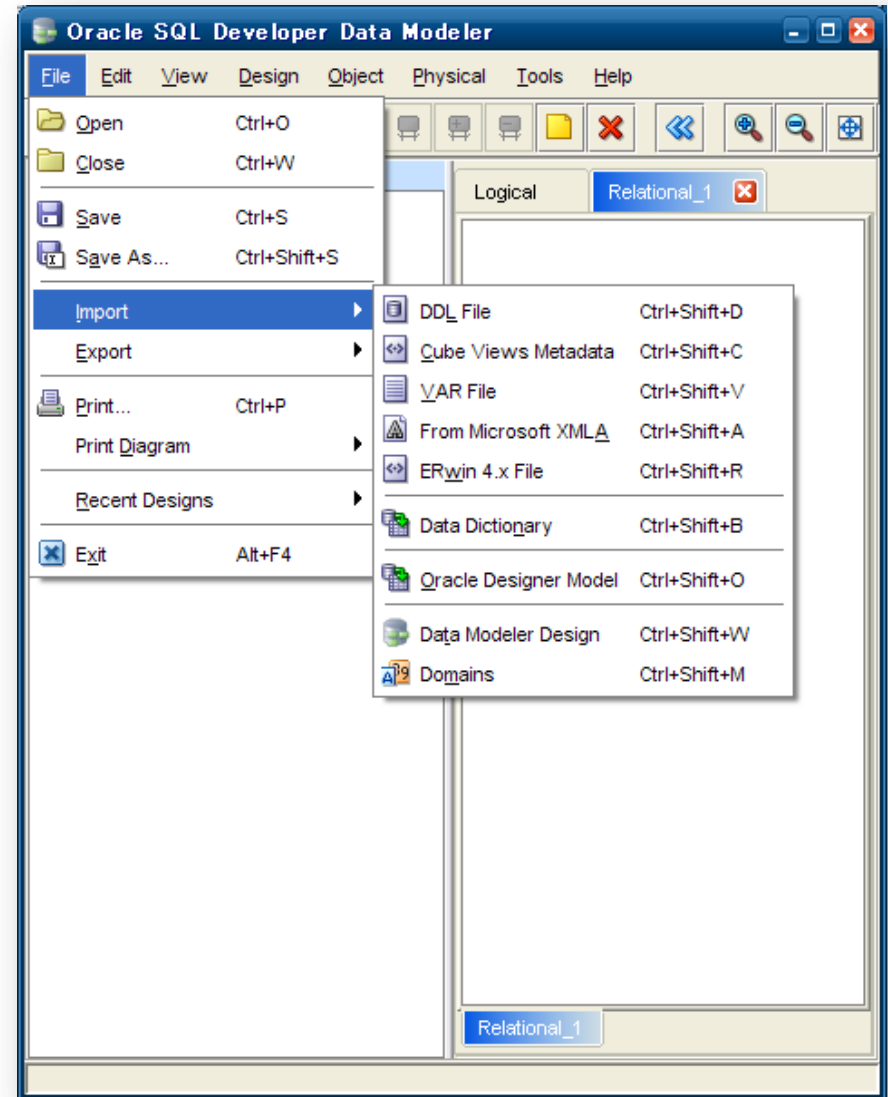 Oracle SQL Developer Data Modeler
File Edit View Design Object Physical Tools Help
Open Ctrl+O
Close Ctrl+W
Save Ctrl+S
Save As... Ctrl+Shift+S
Import
Export
Print... Ctrl+P
Print Diagram
Recent Designs
Exit Alt+F4
Logical Relational_1
DDL File Ctrl+Shift+D
Cube Views Metadata Ctrl+Shift+C
VAR File Ctrl+Shift+V
From Microsoft XMLA Ctrl+Shift+A
ERwin 4.x File Ctrl+Shift+R
Data Dictionary Ctrl+Shift+B
Oracle Designer Model Ctrl+Shift+O
Data Modeler Design Ctrl+Shift+W
Domains Ctrl+Shift+M
Relational_1